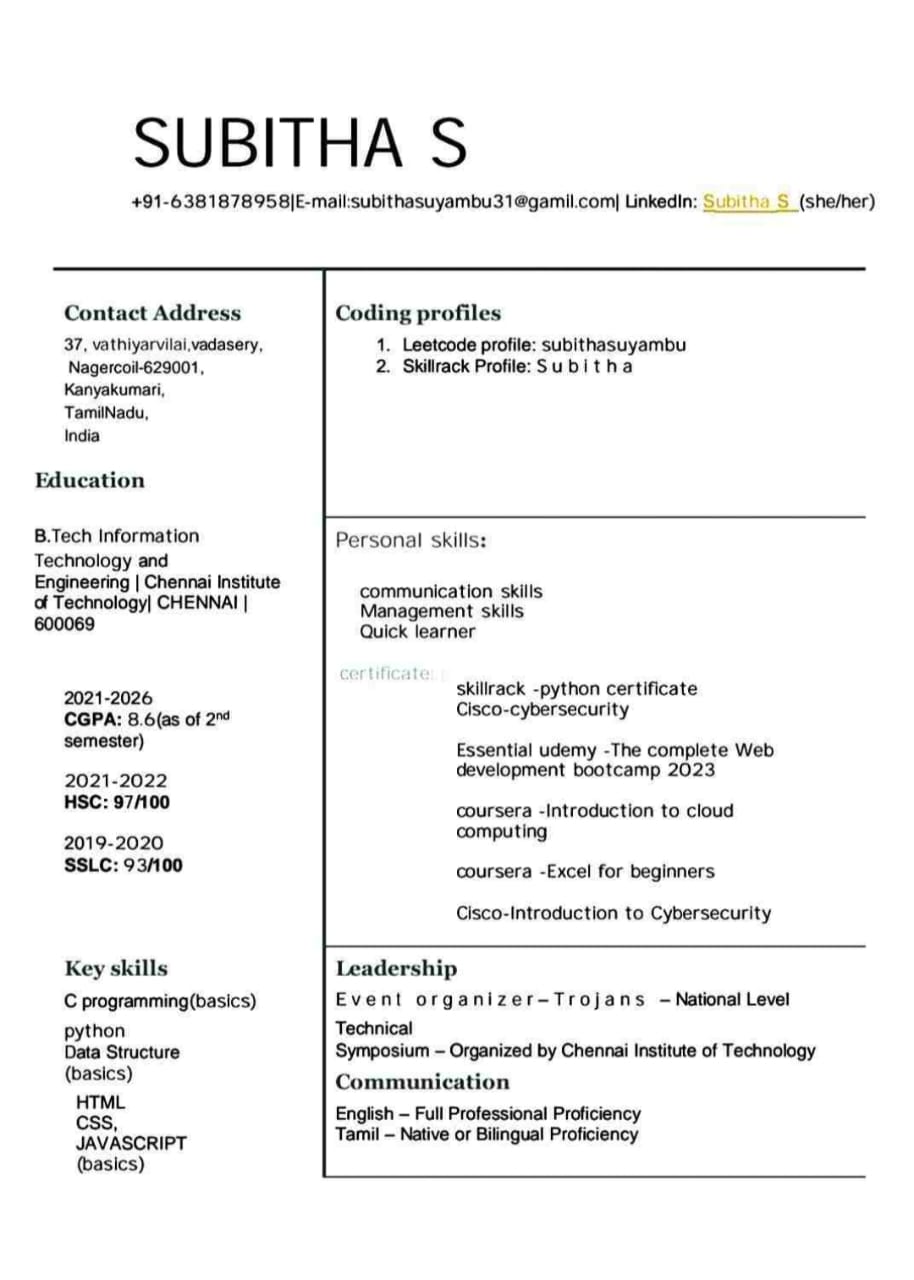 SUBITHA S
+91-6381878958|E-mail:subithasuyambu31@gamil.com| LinkedIn: Subitha S (she/her)
Contact Address
37, vathiyarvilai,vadasery,
Nagercoil-629001,
Kanyakumari,
TamilNadu,
India
Education
B.Tech Information
Technology and
Engineering | Chennai Institute
of Technology| CHENNAI |
600069
2021-2026
CGPA: 8.6(as of 2nd
semester)
2021-2022
HSC: 97/100
2019-2020
SSLC: 93/100
Key skills
C programming(basics)
python
Data Structure
(basics)
HTML
CSS,
JAVASCRIPT
(basics)
Coding profiles
1. Leetcode profile: subithasuyambu
2. Skillrack Profile: S u b i t h a
Personal skills:
communication skills
Management skills
Quick learner
certificate:
skillrack -python certificate
Cisco-cybersecurity
Essential udemy -The complete Web
development bootcamp 2023
coursera -Introduction to cloud
computing
coursera -Excel for beginners
Cisco-Introduction to Cybersecurity
Leadership
E v e n t o r g a n i z e r – T r o j a n s – National Level
Technical
Symposium – Organized by Chennai Institute of Technology
Communication
English – Full Professional Proficiency
Tamil – Native or Bilingual Proficiency